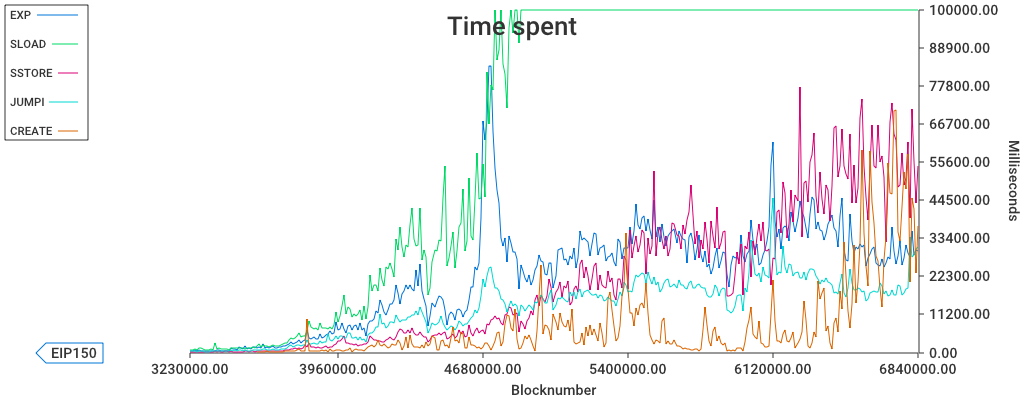 Time spent
EXP
SLOAD
SSTORE
JUMPI
CREATE
100000.00
88900.00
77800.00
66700.00
55600.00
44500.00
33400.00
22300.00
11200.00
0.00
Milliseconds
EIP150
3230000.00 3960000.00 4680000.00 5400000.00 6120000.00 6840000.00
Blocknumber